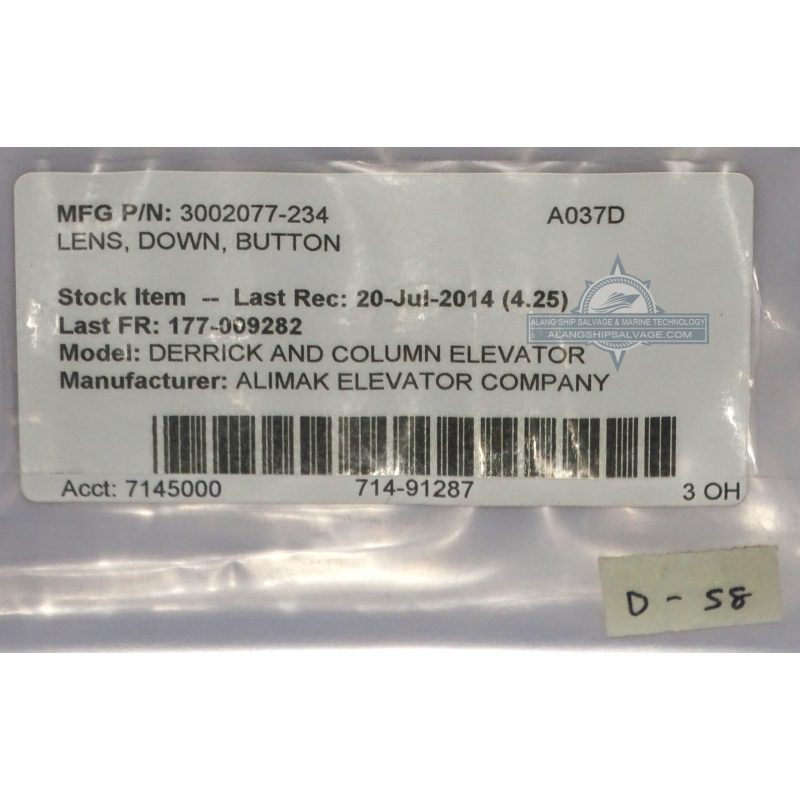 MFG P/N: 3002077-234 A037D
LENS, DOWN, BUTTON
Stock Item -- Last Rec: 20-Jul-2014 (4.25)
Last FR: 177-009282
Model: DERRICK AND COLUMN ELEVATOR
Manufacturer: ALIMAK ELEVATOR COMPANY
ALANG SHIP SALVAGE & MARINE TECHNOLOGY
ALANGSHIPSALVAGE.COM
Acct: 7145000 714-91287 3 OH
D - 58